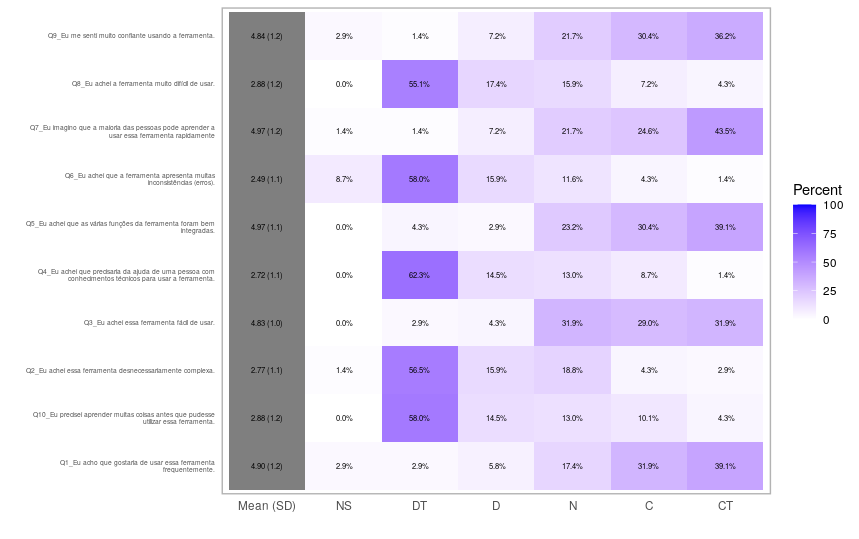 Q9_Eu me senti muito confiante usando a ferramenta. 4.84 (1.2) 2.9% 1.4% 7.2% 21.7% 30.4% 36.2%
Q8_Eu achei a ferramenta muito difícil de usar. 2.88 (1.2) 0.0% 55.1% 17.4% 15.9% 7.2% 4.3%
Q7_Eu imagino que a maioria das pessoas pode aprender a
usar essa ferramenta rapidamente 4.97 (1.2) 1.4% 1.4% 7.2% 21.7% 24.6% 43.5%
Q6_Eu achei que a ferramenta apresenta muitas
inconsistências (erros). 2.49 (1.1) 8.7% 58.0% 15.9% 11.6% 4.3% 1.4%
Q5_Eu achei que as várias funções da ferramenta foram bem
integradas. 4.97 (1.1) 0.0% 4.3% 2.9% 23.2% 30.4% 39.1%
Q4_Eu achei que precisaria da ajuda de uma pessoa com
conhecimentos técnicos para usar a ferramenta. 2.72 (1.1) 0.0% 62.3% 14.5% 13.0% 8.7% 1.4%
Q3_Eu achei essa ferramenta fácil de usar. 4.83 (1.0) 0.0% 2.9% 4.3% 31.9% 29.0% 31.9%
Q2_Eu achei essa ferramenta desnecessariamente complexa. 2.77 (1.1) 1.4% 56.5% 15.9% 18.8% 4.3% 2.9%
Q10_Eu precisei aprender muitas coisas antes que pudesse
utilizar essa ferramenta. 2.88 (1.2) 0.0% 58.0% 14.5% 13.0% 10.1% 4.3%
Q1_Eu acho que gostaria de usar essa ferramenta
frequentemente. 4.90 (1.2) 2.9% 2.9% 5.8% 17.4% 31.9% 39.1%
Mean (SD) NS DT D N C CT
Percent
100
75
50
25
0